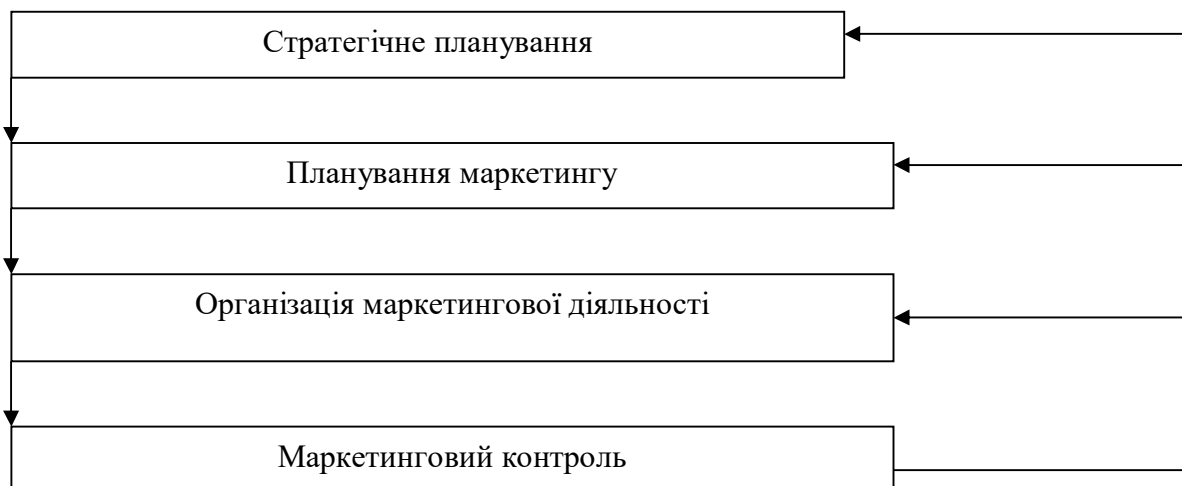 Стратегічне планування
Планування маркетингу
Організація маркетингової діяльності
Маркетинговий контроль